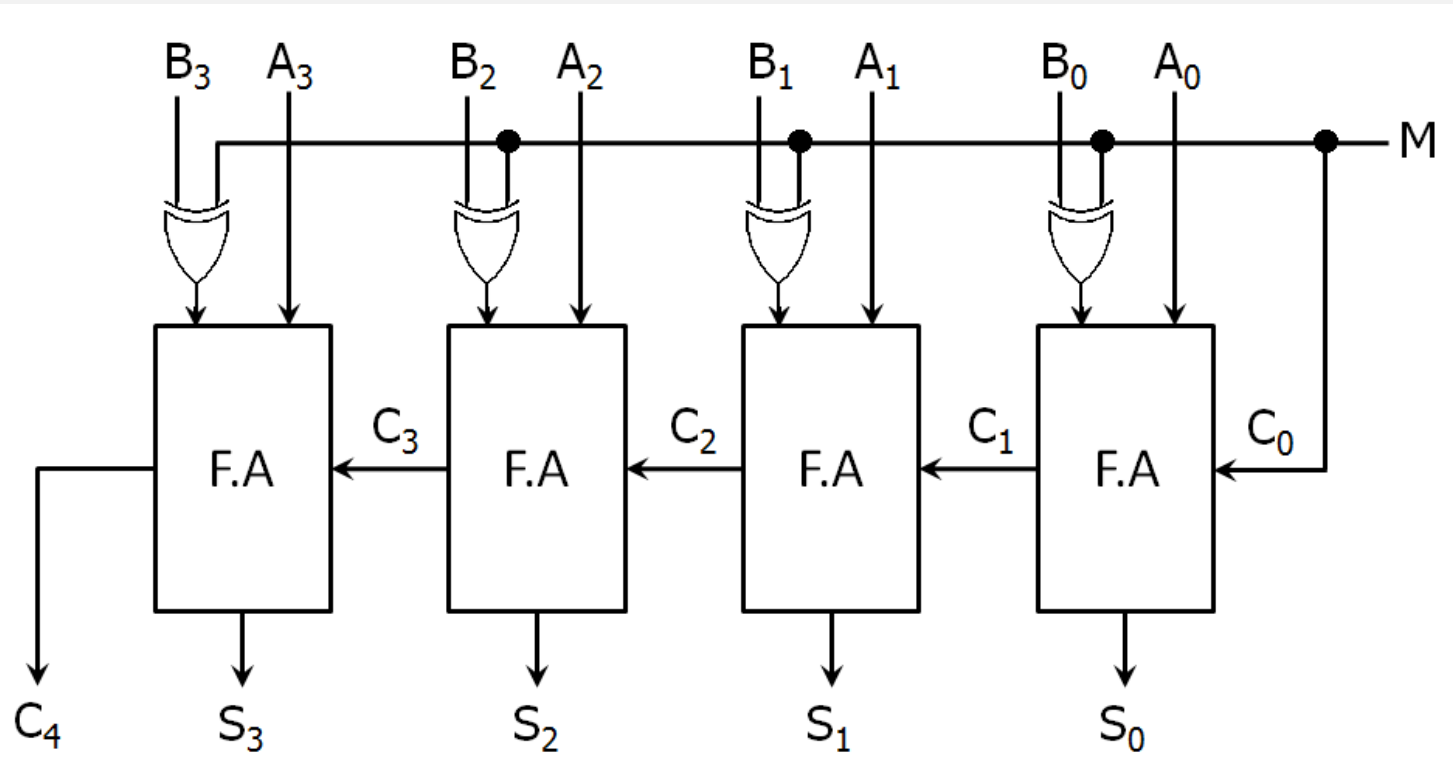 B₃ A₃ B₂ A₂ B₁ A₁ B₀ A₀
M
C₃ C₂ C₁ C₀
F.A F.A F.A F.A
C₄ S₃ S₂ S₁ S₀